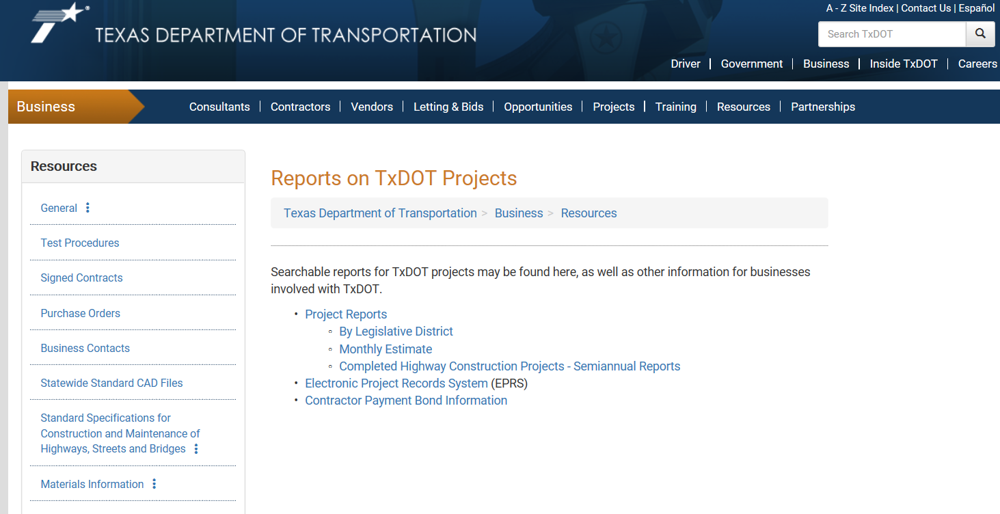 A - Z Site Index | Contact Us | Español
TEXAS DEPARTMENT OF TRANSPORTATION
Search TxDOT
Driver | Government | Business | Inside TxDOT | Careers
Business
Consultants | Contractors | Vendors | Letting & Bids | Opportunities | Projects | Training | Resources | Partnerships
Resources
General
Test Procedures
Signed Contracts
Purchase Orders
Business Contacts
Statewide Standard CAD Files
Standard Specifications for
Construction and Maintenance of
Highways, Streets and Bridges
Materials Information
Reports on TxDOT Projects
Texas Department of Transportation > Business > Resources
Searchable reports for TxDOT projects may be found here, as well as other information for businesses
involved with TxDOT.
• Project Reports
◦ By Legislative District
◦ Monthly Estimate
◦ Completed Highway Construction Projects - Semiannual Reports
• Electronic Project Records System (EPRS)
• Contractor Payment Bond Information